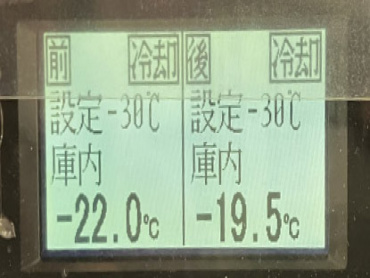 前 冷却
設定 -30℃
庫内
-22.0℃
後 冷却
設定 -30℃
庫内
-19.5℃